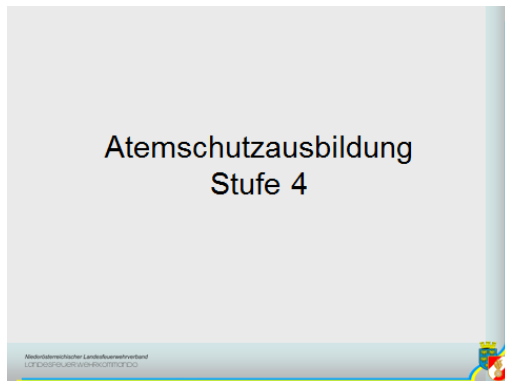 Atemschutzausbildung
Stufe 4
Niederösterreichischer Landesfeuerwehrverband
Landesfeuerwehrkommando